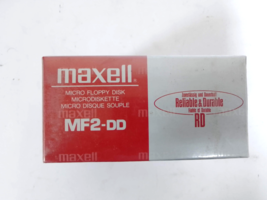 maxell®
MICRO FLOPPY DISK
MICRODISKETTE
MICRO DISQUE SOUPLE
MF2-DD
maxell
Reliable & Durable
RD